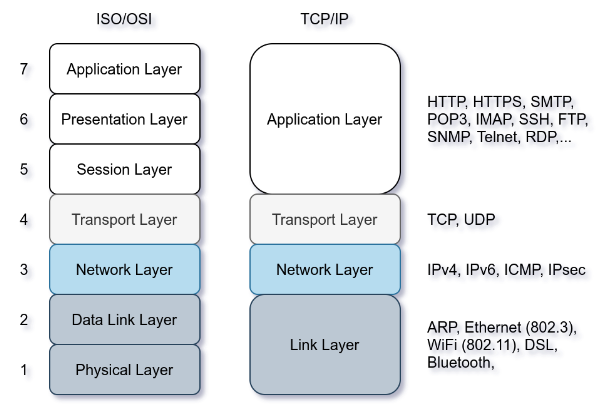 ISO/OSI
TCP/IP
7
Application Layer
6
Presentation Layer
5
Session Layer
Application Layer
HTTP, HTTPS, SMTP,
POP3, IMAP, SSH, FTP,
SNMP, Telnet, RDP,...
4
Transport Layer
Transport Layer
TCP, UDP
3
Network Layer
Network Layer
IPv4, IPv6, ICMP, IPsec
2
Data Link Layer
1
Physical Layer
Link Layer
ARP, Ethernet (802.3),
WiFi (802.11), DSL,
Bluetooth,